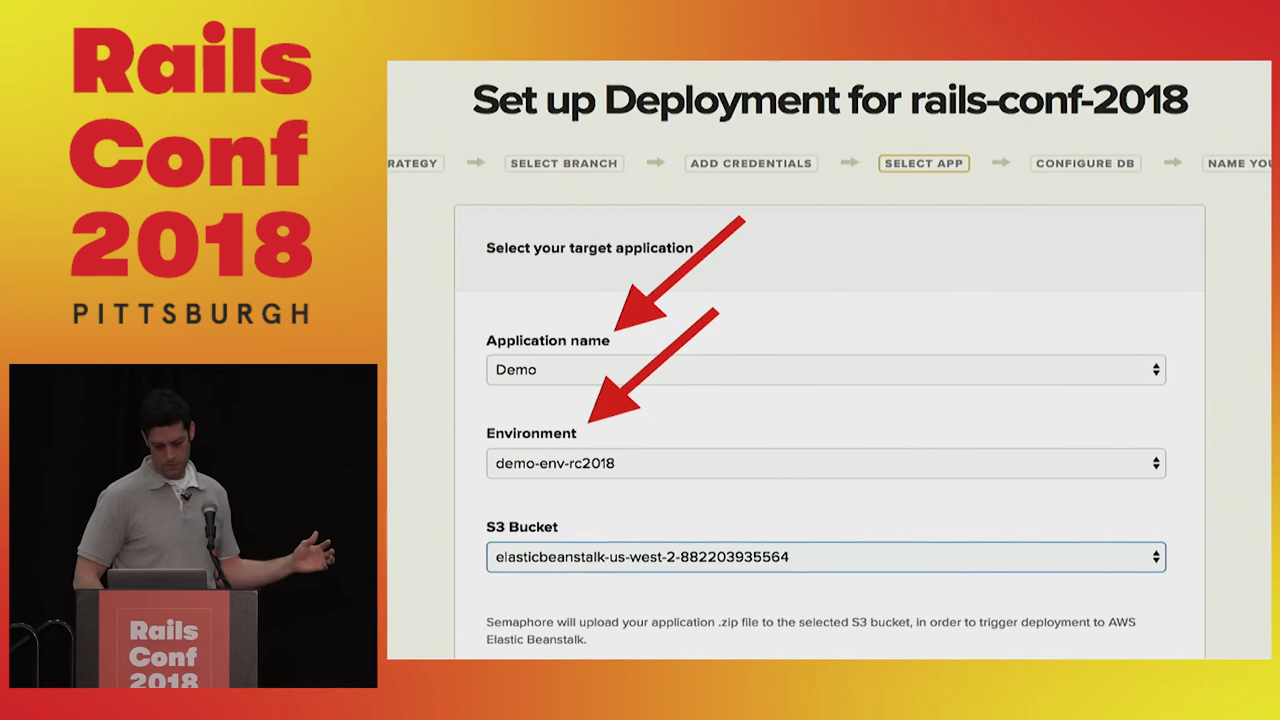 Rails
Conf
2018
PITTSBURGH
Set up Deployment for rails-conf-2018
RATEGY
SELECT BRANCH
ADD CREDENTIALS
SELECT APP
CONFIGURE DB
NAME YOU
Select your target application
Application name
Demo
Environment
demo-env-rc2018
S3 Bucket
elasticbeanstalk-us-west-2-882203935564
Semaphore will upload your application .zip file to the selected S3 bucket, in order to trigger deployment to AWS
Elastic Beanstalk.
Rails
Conf
2018